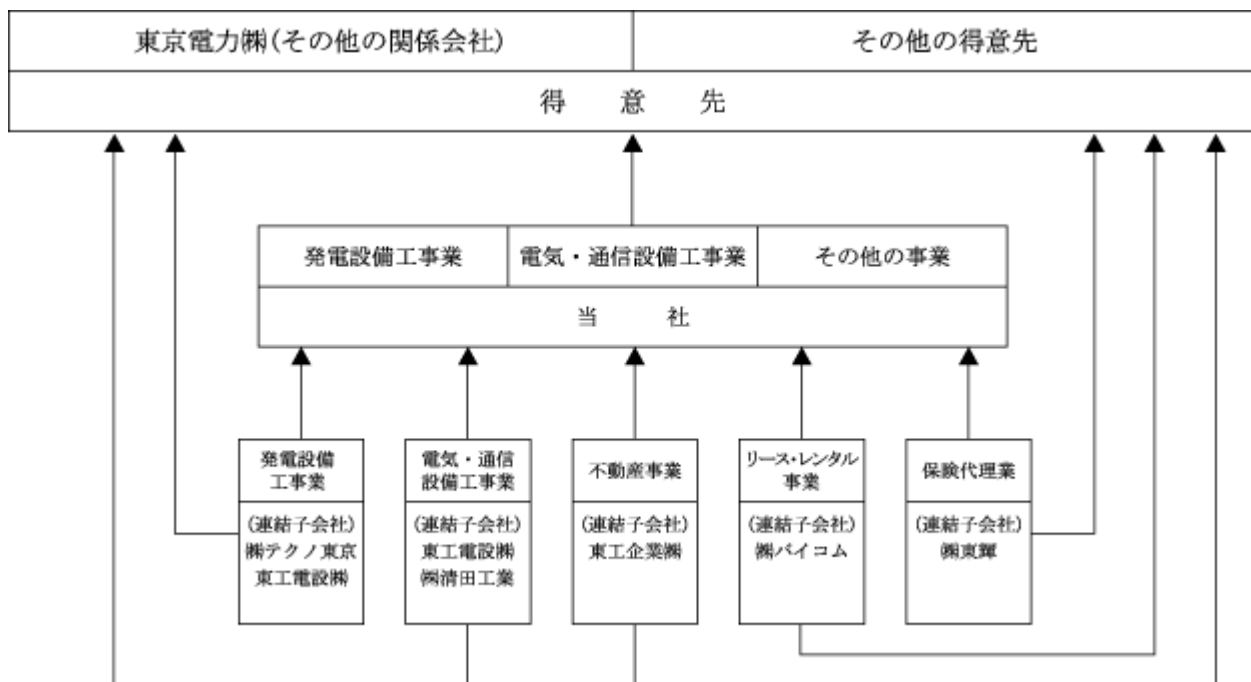 東京電力㈱(その他の関係会社)
その他の得意先
得意先
発電設備工事業
電気・通信設備工事業
その他の事業
当社
発電設備
工事業
(連結子会社)
㈱テクノ東京
東工電設㈱
電気・通信
設備工事業
(連結子会社)
東工電設㈱
㈱清田工業
不動産事業
(連結子会社)
東工企業㈱
リース・レンタル
事業
(連結子会社)
㈱バイコム
保険代理業
(連結子会社)
㈱東輝